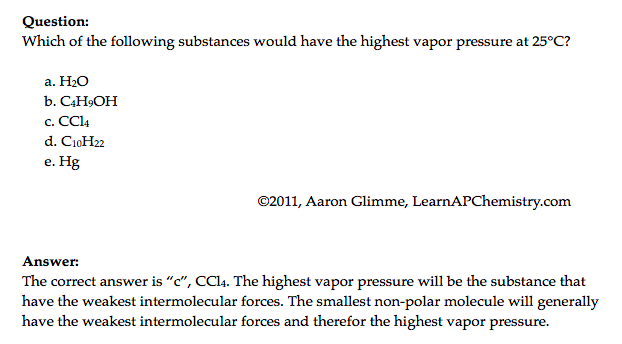 Question:
Which of the following substances would have the highest vapor pressure at 25°C?
a. H₂O
b. C₄H₉OH
c. CCl₄
d. C₁₀H₂₂
e. Hg
©2011, Aaron Glimme, LearnAPChemistry.com
Answer:
The correct answer is “c”, CCl₄. The highest vapor pressure will be the substance that
have the weakest intermolecular forces. The smallest non-polar molecule will generally
have the weakest intermolecular forces and therefor the highest vapor pressure.